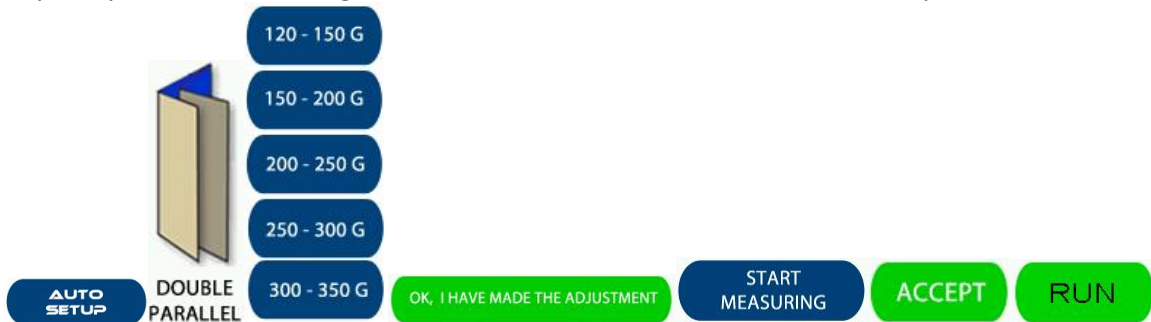 AUTO
SETUP
DOUBLE
PARALLEL
120 - 150 G
150 - 200 G
200 - 250 G
250 - 300 G
300 - 350 G
OK, I HAVE MADE THE ADJUSTMENT
START
MEASURING
ACCEPT
RUN